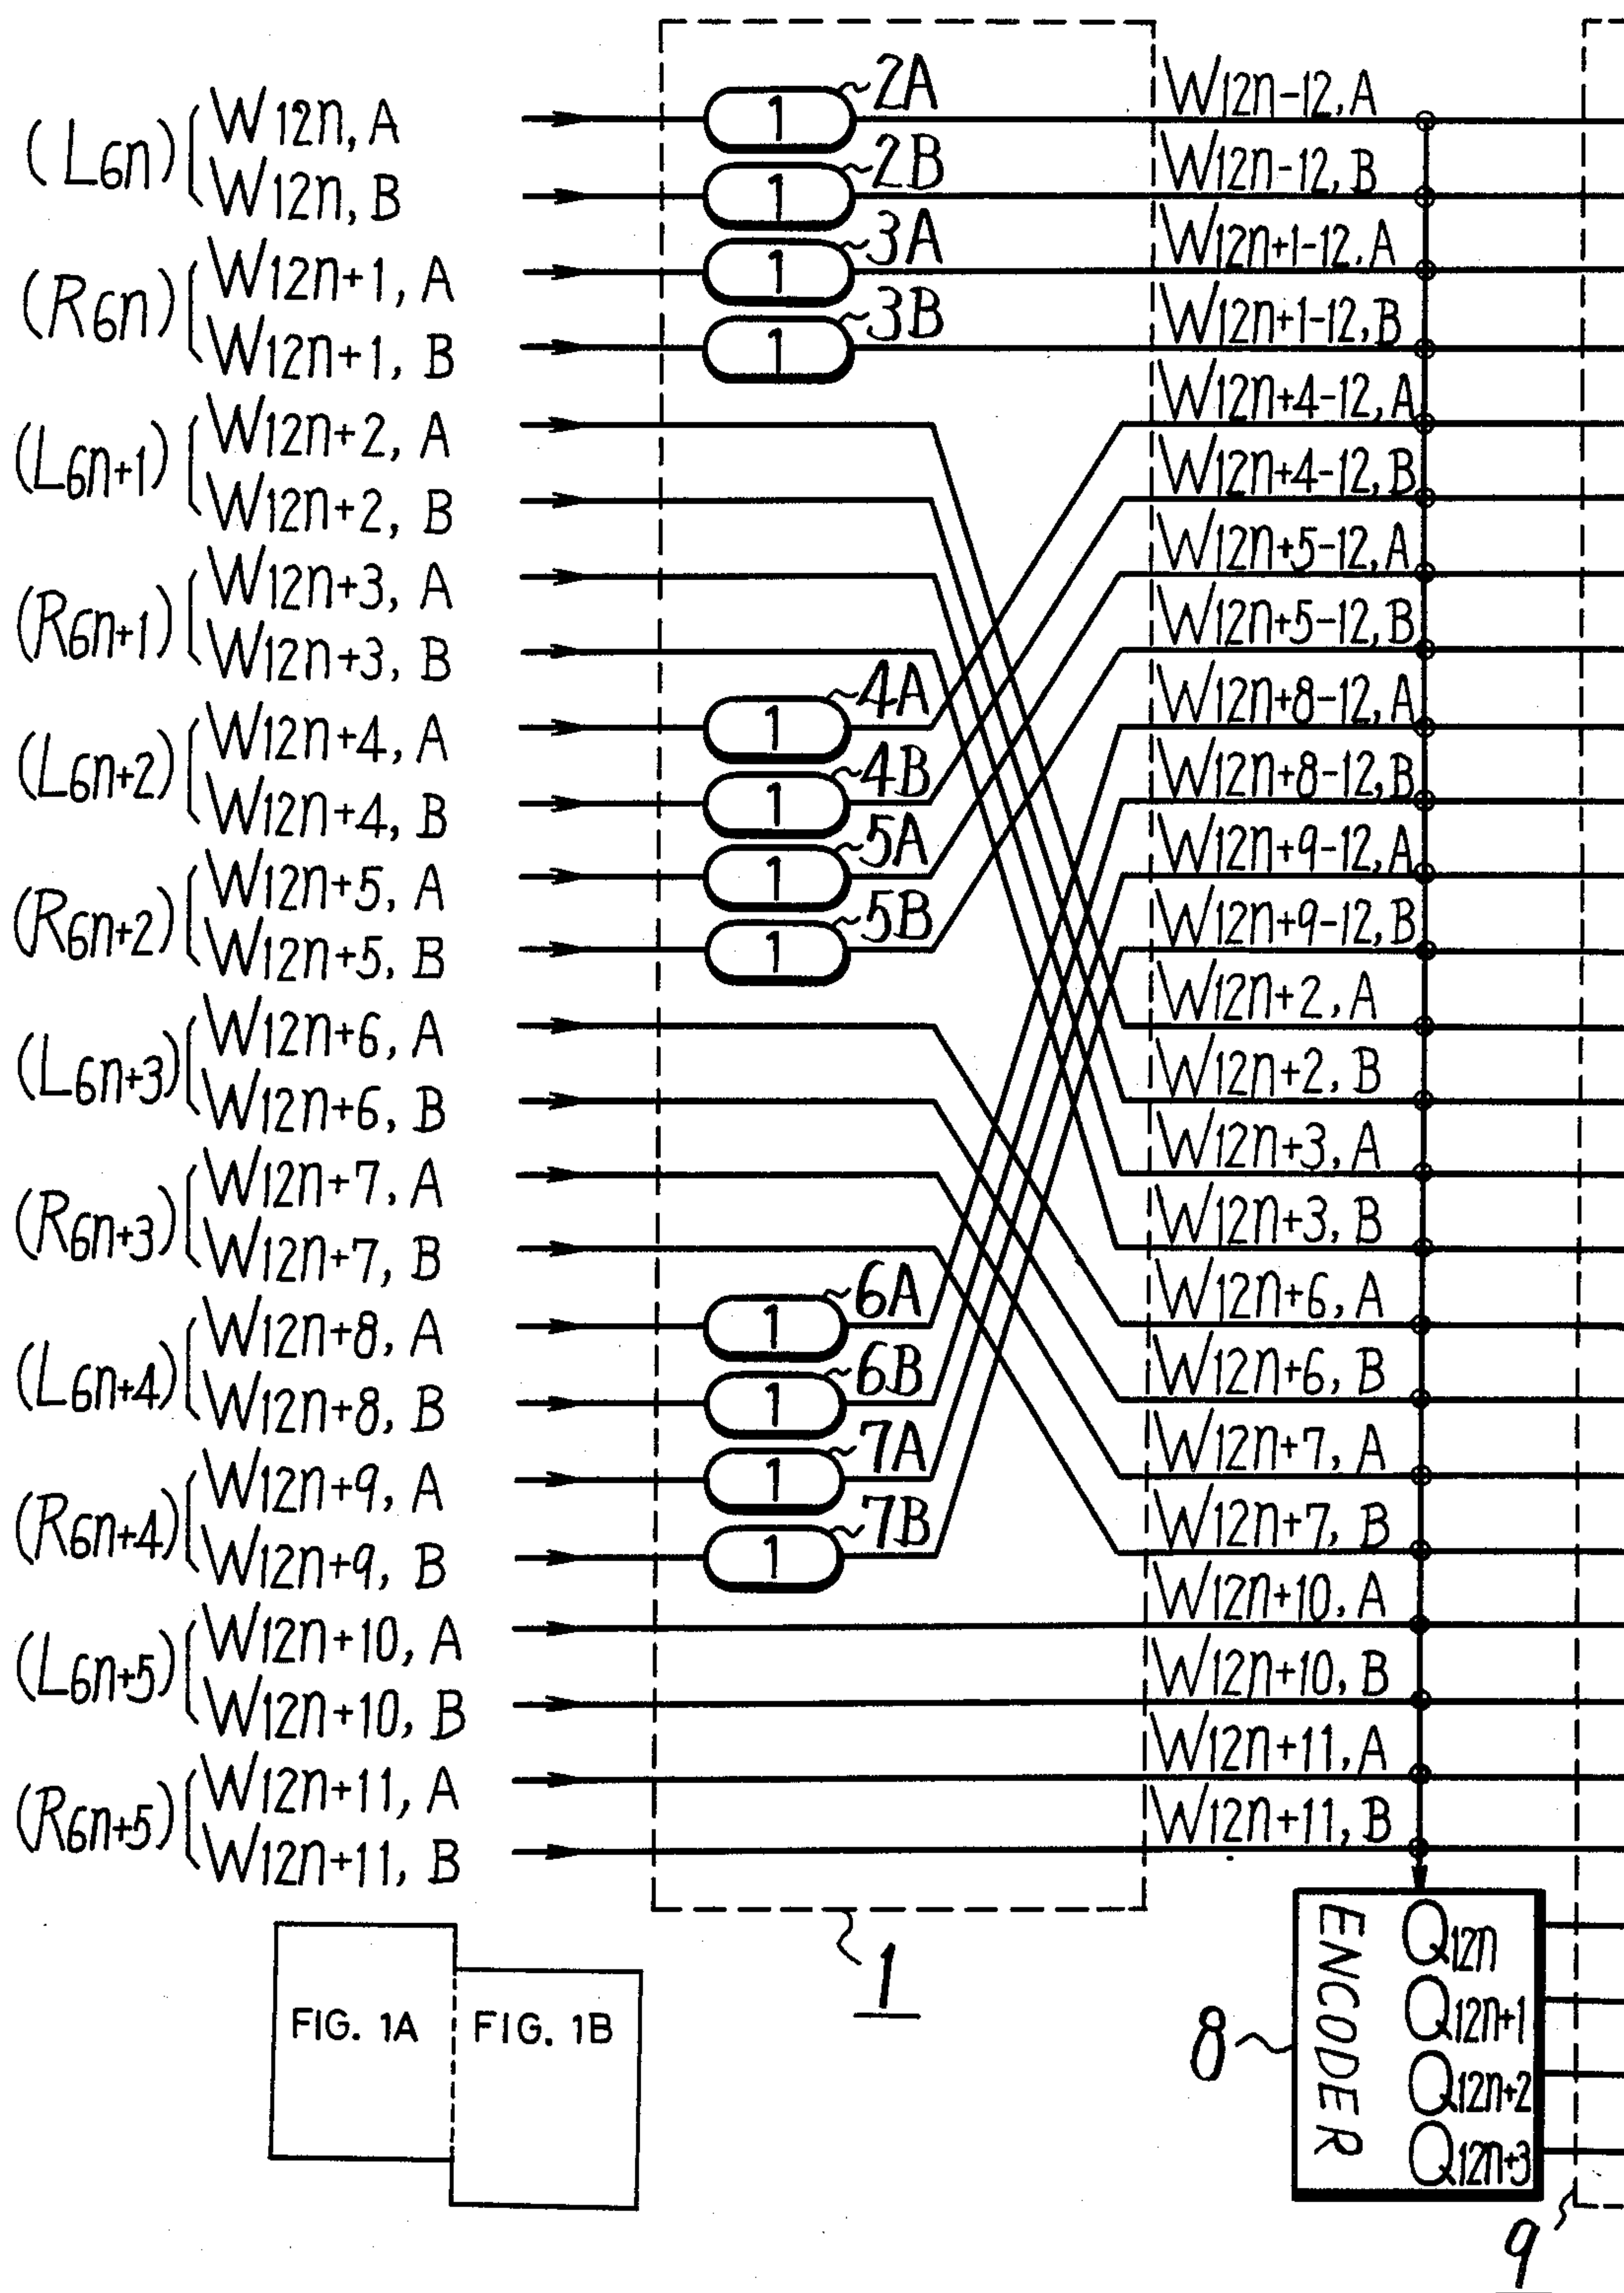 (L6n) W12n, A 1 2A W12n-12, A
W12n, B 1 2B W12n-12, B
(R6n) W12n+1, A 1 3A W12n+1-12, A
W12n+1, B 1 3B W12n+1-12, B
(L6n+1) W12n+2, A W12n+4-12, A
W12n+2, B W12n+4-12, B
(R6n+1) W12n+3, A W12n+5-12, A
W12n+3, B W12n+5-12, B
(L6n+2) W12n+4, A 1 4A W12n+8-12, A
W12n+4, B 1 4B W12n+8-12, B
(R6n+2) W12n+5, A 1 5A W12n+9-12, A
W12n+5, B 1 5B W12n+9-12, B
(L6n+3) W12n+6, A W12n+2, A
W12n+6, B W12n+2, B
(R6n+3) W12n+7, A W12n+3, A
W12n+7, B W12n+3, B
(L6n+4) W12n+8, A 1 6A W12n+6, A
W12n+8, B 1 6B W12n+6, B
(R6n+4) W12n+9, A 1 7A W12n+7, A
W12n+9, B 1 7B W12n+7, B
(L6n+5) W12n+10, A W12n+10, A
W12n+10, B W12n+10, B
(R6n+5) W12n+11, A W12n+11, A
W12n+11, B W12n+11, B
1
FIG. 1A FIG. 1B
8 ENCODER
Q12n
Q12n+1
Q12n+2
Q12n+3
9